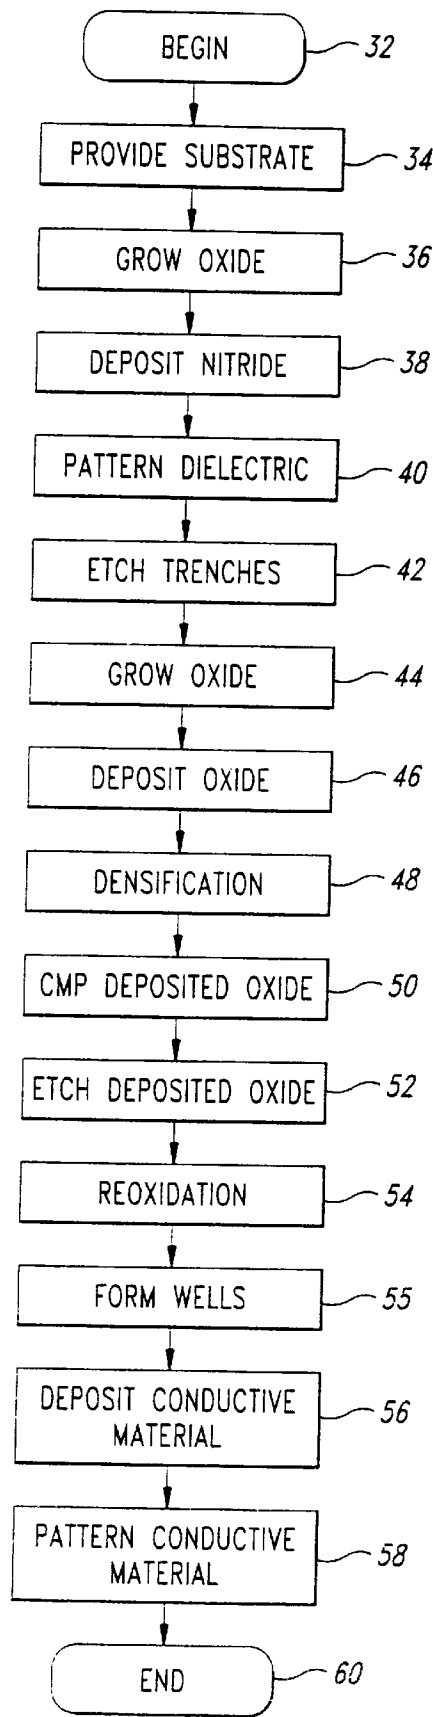 BEGIN 32
PROVIDE SUBSTRATE 34
GROW OXIDE 36
DEPOSIT NITRIDE 38
PATTERN DIELECTRIC 40
ETCH TRENCHES 42
GROW OXIDE 44
DEPOSIT OXIDE 46
DENSIFICATION 48
CMP DEPOSITED OXIDE 50
ETCH DEPOSITED OXIDE 52
REOXIDATION 54
FORM WELLS 55
DEPOSIT CONDUCTIVE
MATERIAL 56
PATTERN CONDUCTIVE
MATERIAL 58
END 60